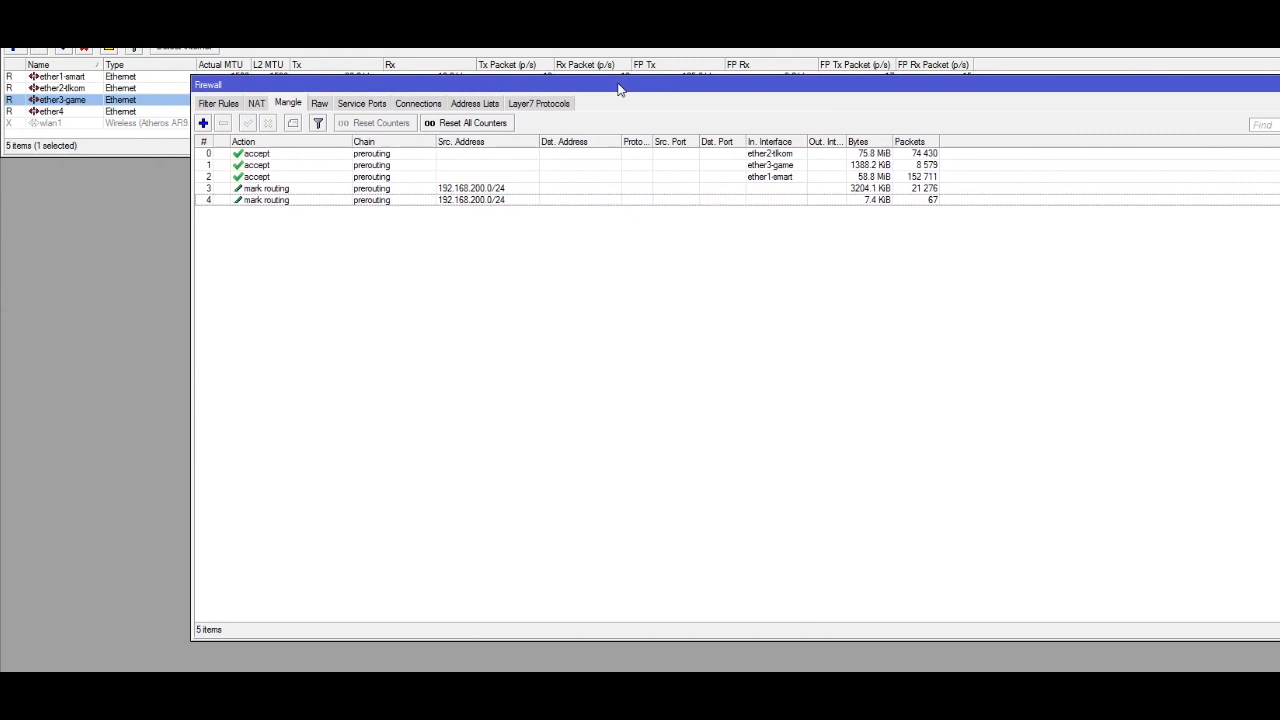 Name / Type Actual MTU L2 MTU Tx Rx Tx Packet (p/s) Rx Packet (p/s) FP Tx FP Rx FP Tx Packet (p/s) FP Rx Packet (p/s)
R ether1-smart Ethernet
R ether2-tlkom Ethernet
R ether3-game Ethernet
R ether4 Ethernet
X wlan1 Wireless (Atheros AR9
5 items (1 selected)
Firewall
Filter Rules NAT Mangle Raw Service Ports Connections Address Lists Layer7 Protocols
00 Reset Counters 00 Reset All Counters Find
# Action Chain Src. Address Dst. Address Proto... Src. Port Dst. Port In. Interface Out. Int... Bytes Packets
0 accept prerouting ether2-tlkom 75.8 MiB 74 430
1 accept prerouting ether3-game 1388.2 KiB 8 579
2 accept prerouting ether1-smart 58.8 MiB 152 711
3 mark routing prerouting 192.168.200.0/24 3204.1 KiB 21 276
4 mark routing prerouting 192.168.200.0/24 7.4 KiB 67
5 items